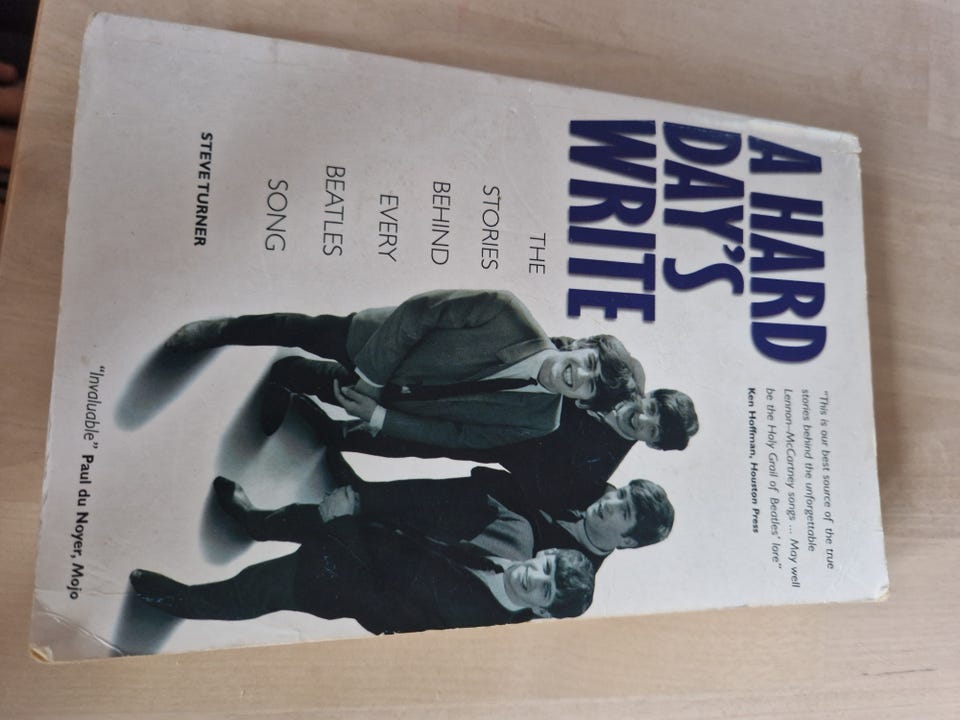 A HARD
DAY'S
WRITE
"This is our best source of the true
stories behind the unforgettable
Lennon–McCartney songs ... May well
be the Holy Grail of Beatles' lore"
Ken Hoffman, Houston Press
THE
STORIES
BEHIND
EVERY
BEATLES
SONG
STEVE TURNER
"Invaluable" Paul du Noyer, Mojo